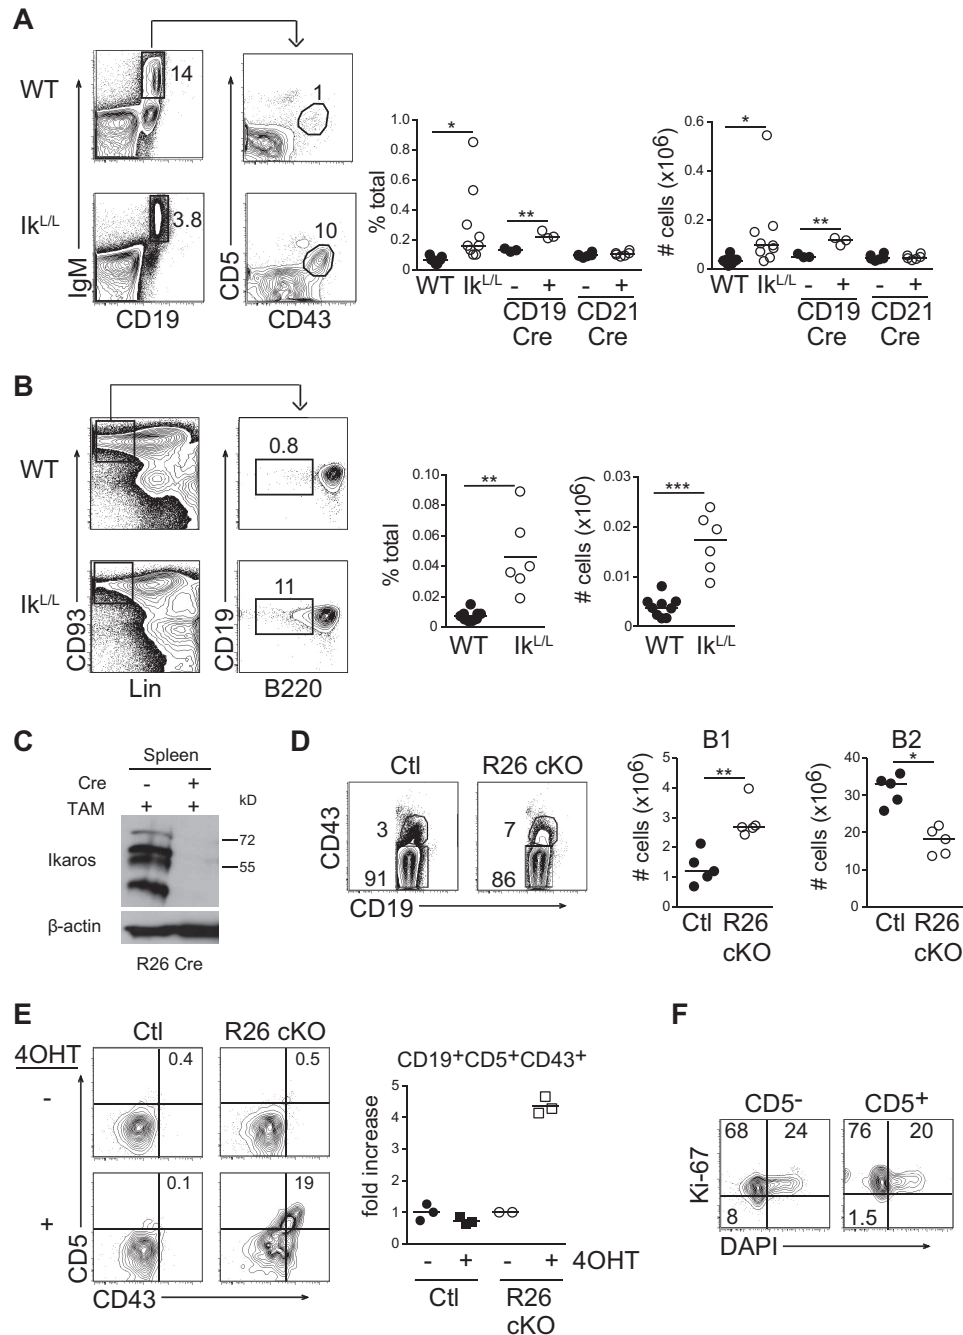 A
WT
14
1
Ik^L/L
3.8
10
IgM
CD19
CD5
CD43
% total
1.0
0.8
0.6
0.4
0.2
0
*
**
WT Ik^L/L - + - +
CD19 Cre
CD21 Cre
# cells (x10^6)
0.6
0.4
0.2
0
*
**
WT Ik^L/L - + - +
CD19 Cre
CD21 Cre
B
WT
0.8
Ik^L/L
11
CD93
Lin
CD19
B220
% total
0.10
0.08
0.06
0.04
0.02
0
**
WT Ik^L/L
# cells (x10^6)
0.03
0.02
0.01
0
***
WT Ik^L/L
C
Spleen
Cre - +
TAM + +
kD
Ikaros
72
55
β-actin
R26 Cre
D
Ctl
R26 cKO
CD43
3
91
7
86
CD19
B1
# cells (x10^6)
5
4
3
2
1
0
**
Ctl R26 cKO
B2
# cells (x10^6)
40
30
20
10
0
*
Ctl R26 cKO
E
Ctl
R26 cKO
4OHT
-
0.4
0.5
+
0.1
19
CD5
CD43
CD19+CD5+CD43+
fold increase
5
4
3
2
1
0
- + - + 4OHT
Ctl
R26 cKO
F
CD5-
CD5+
Ki-67
68
24
8
76
20
1.5
DAPI